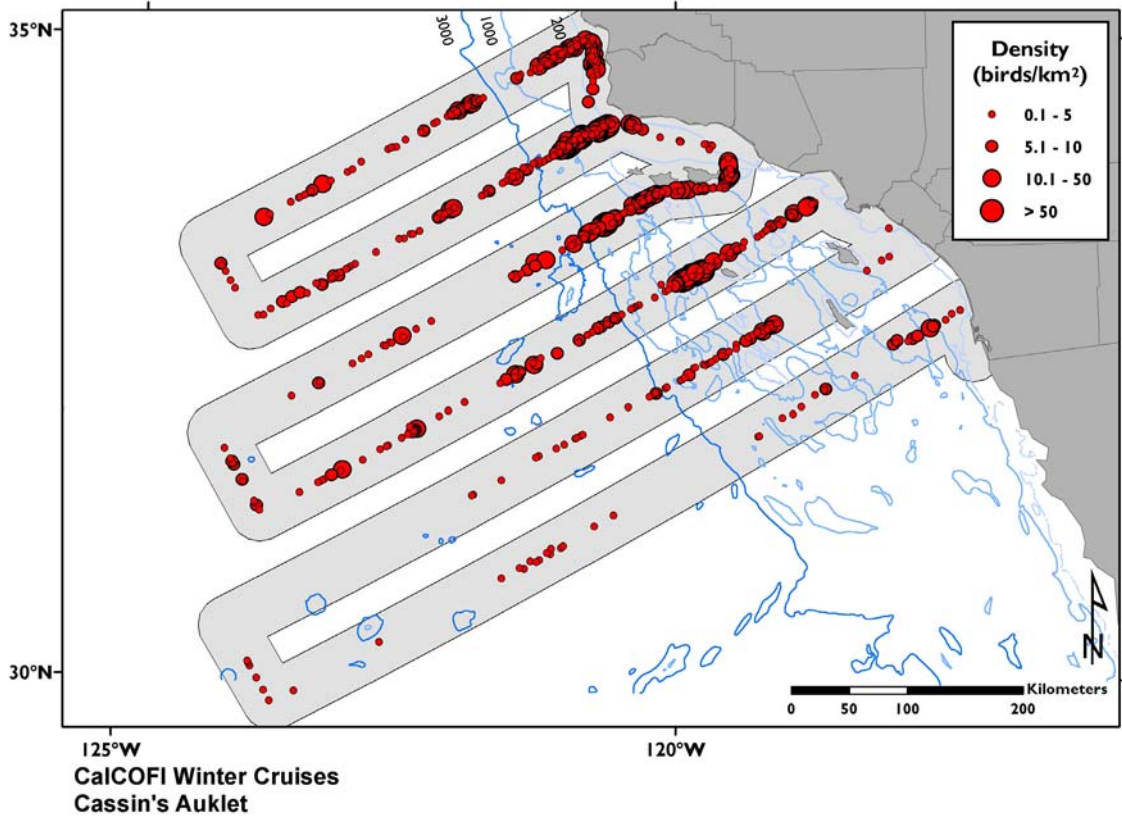 35°N
3000
1000
200
Density
(birds/km²)
0.1 - 5
5.1 - 10
10.1 - 50
> 50
N
30°N
Kilometers
0 50 100 200
125°W 120°W
CalCOFI Winter Cruises
Cassin's Auklet